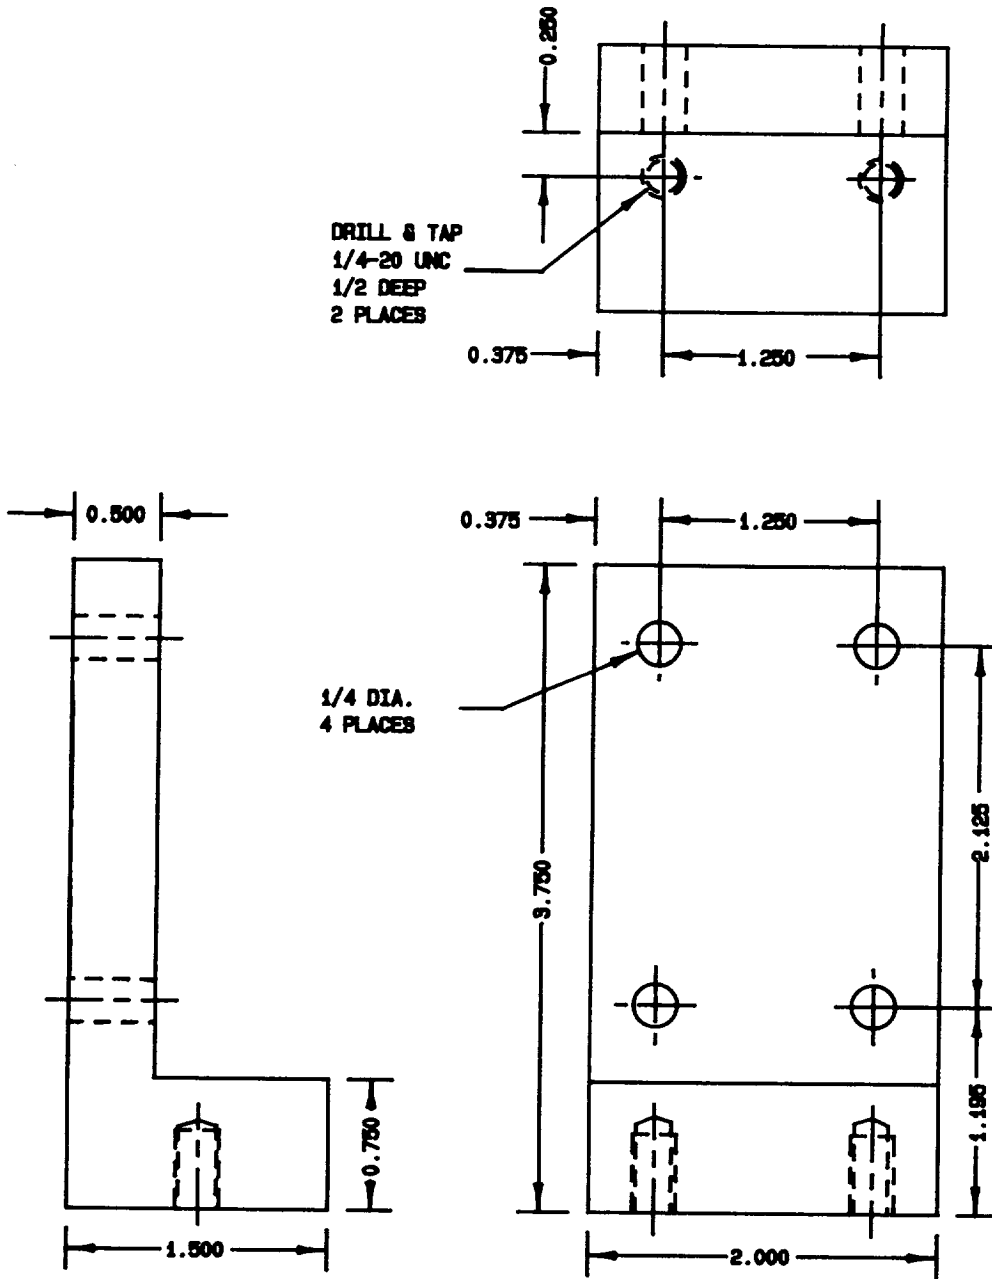 0.250
DRILL & TAP
1/4-20 UNC
1/2 DEEP
2 PLACES
0.375
1.250
0.500
0.375
1.250
1/4 DIA.
4 PLACES
2.125
3.750
1.195
0.750
1.500
2.000